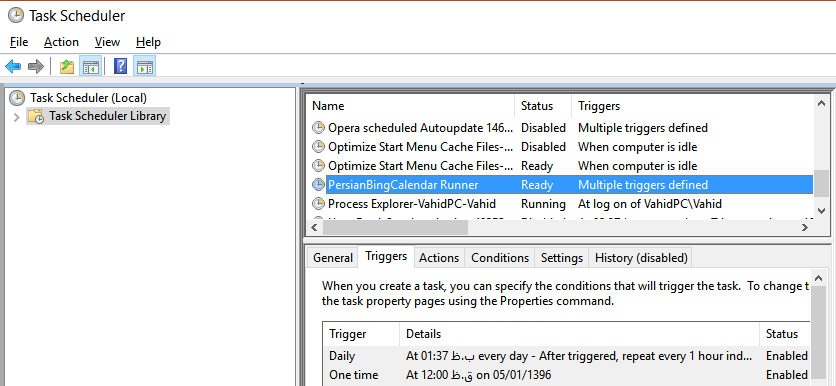 Task Scheduler
File Action View Help
Task Scheduler (Local)
Task Scheduler Library
Name Status Triggers
Opera scheduled Autoupdate 146... Disabled Multiple triggers defined
Optimize Start Menu Cache Files-... Disabled When computer is idle
Optimize Start Menu Cache Files-... Ready When computer is idle
PersianBingCalendar Runner Ready Multiple triggers defined
Process Explorer-VahidPC-Vahid Running At log on of VahidPC\Vahid
General Triggers Actions Conditions Settings History (disabled)
When you create a task, you can specify the conditions that will trigger the task. To change t
the task property pages using the Properties command.
Trigger Details Status
Daily At 01:37 ب.ظ every day - After triggered, repeat every 1 hour ind... Enabled
One time At 12:00 ق.ظ on 05/01/1396 Enabled